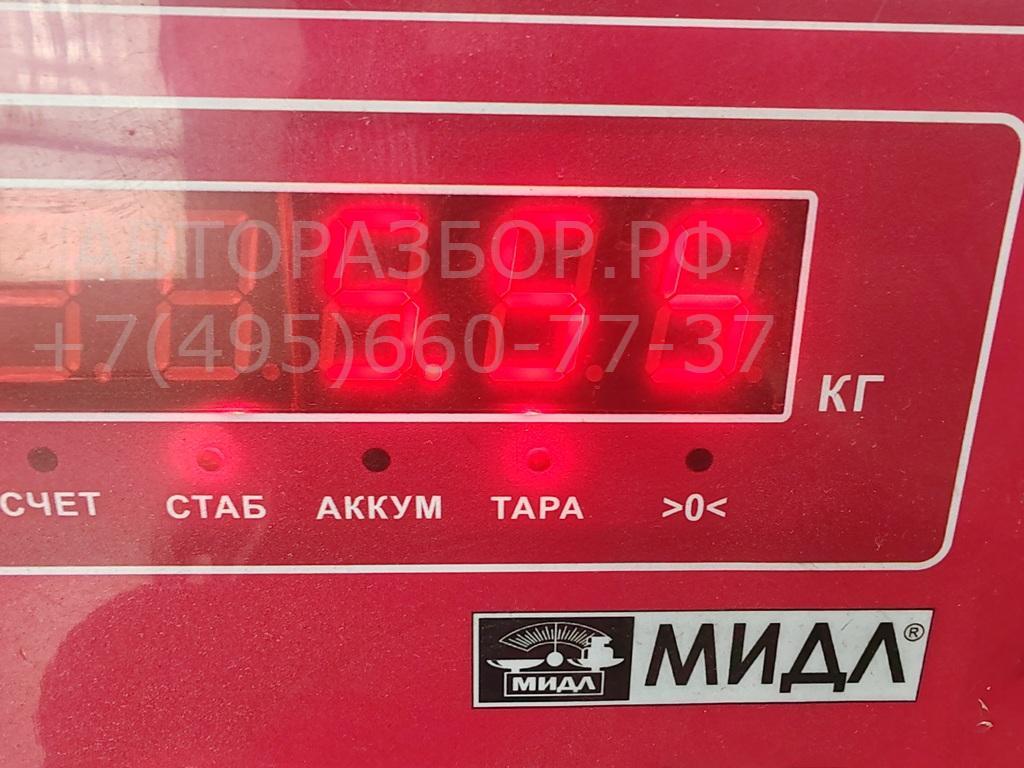 АВТОРАЗБОР.РФ
+7(495)660-77-37
КГ
СЧЕТ СТАБ АККУМ ТАРА >0<
МИДЛ МИДЛ®